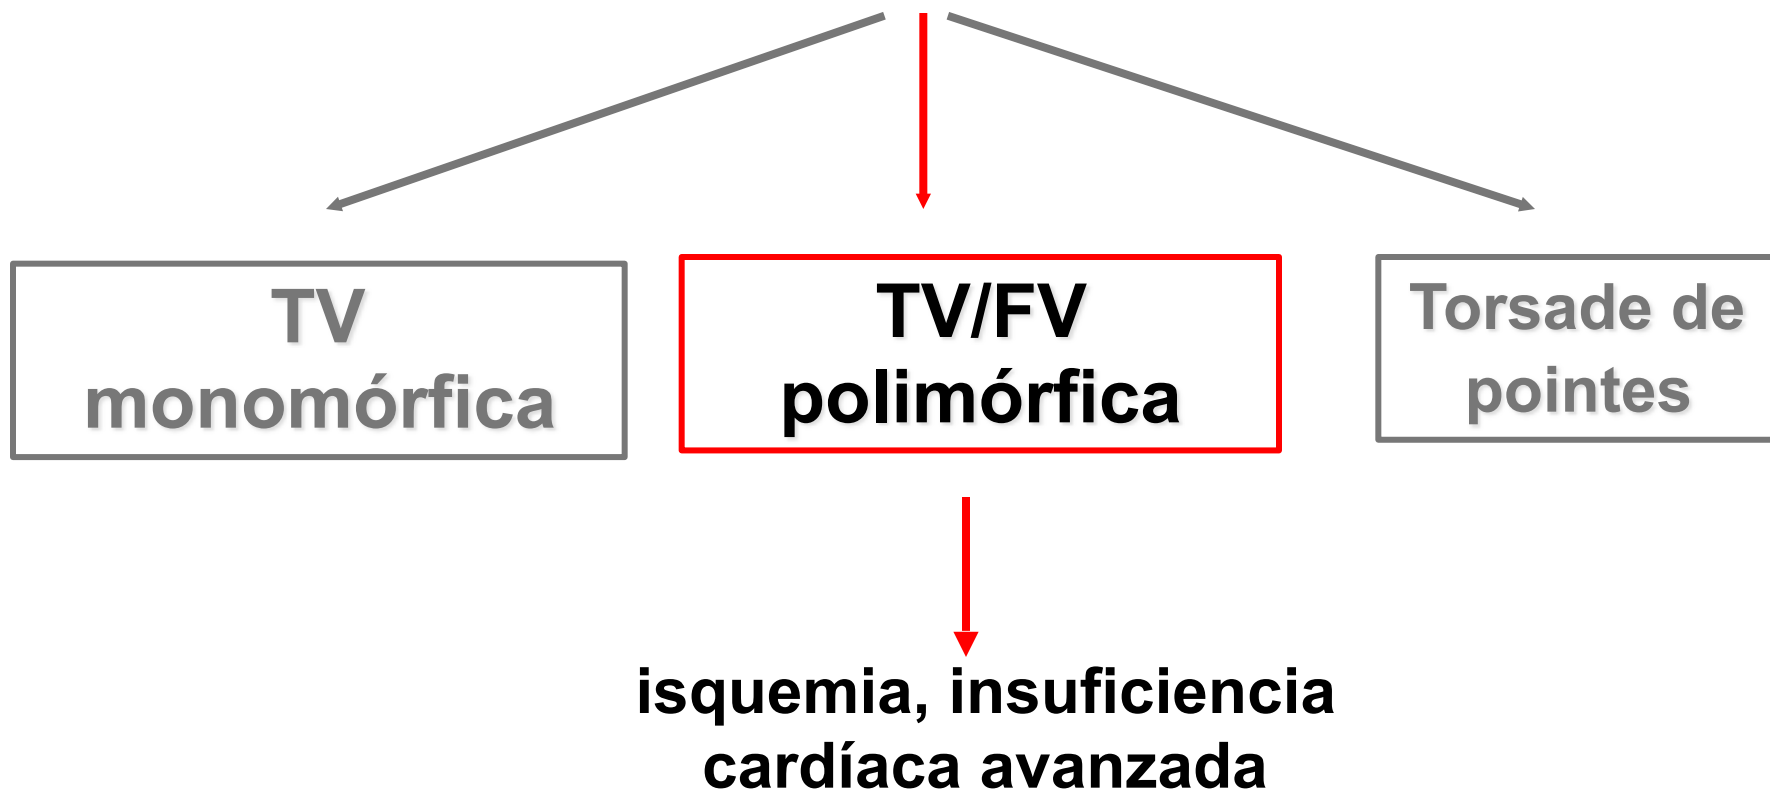 TV
monomórfica
TV/FV
polimórfica
Torsade de
pointes
isquemia, insuficiencia
cardíaca avanzada